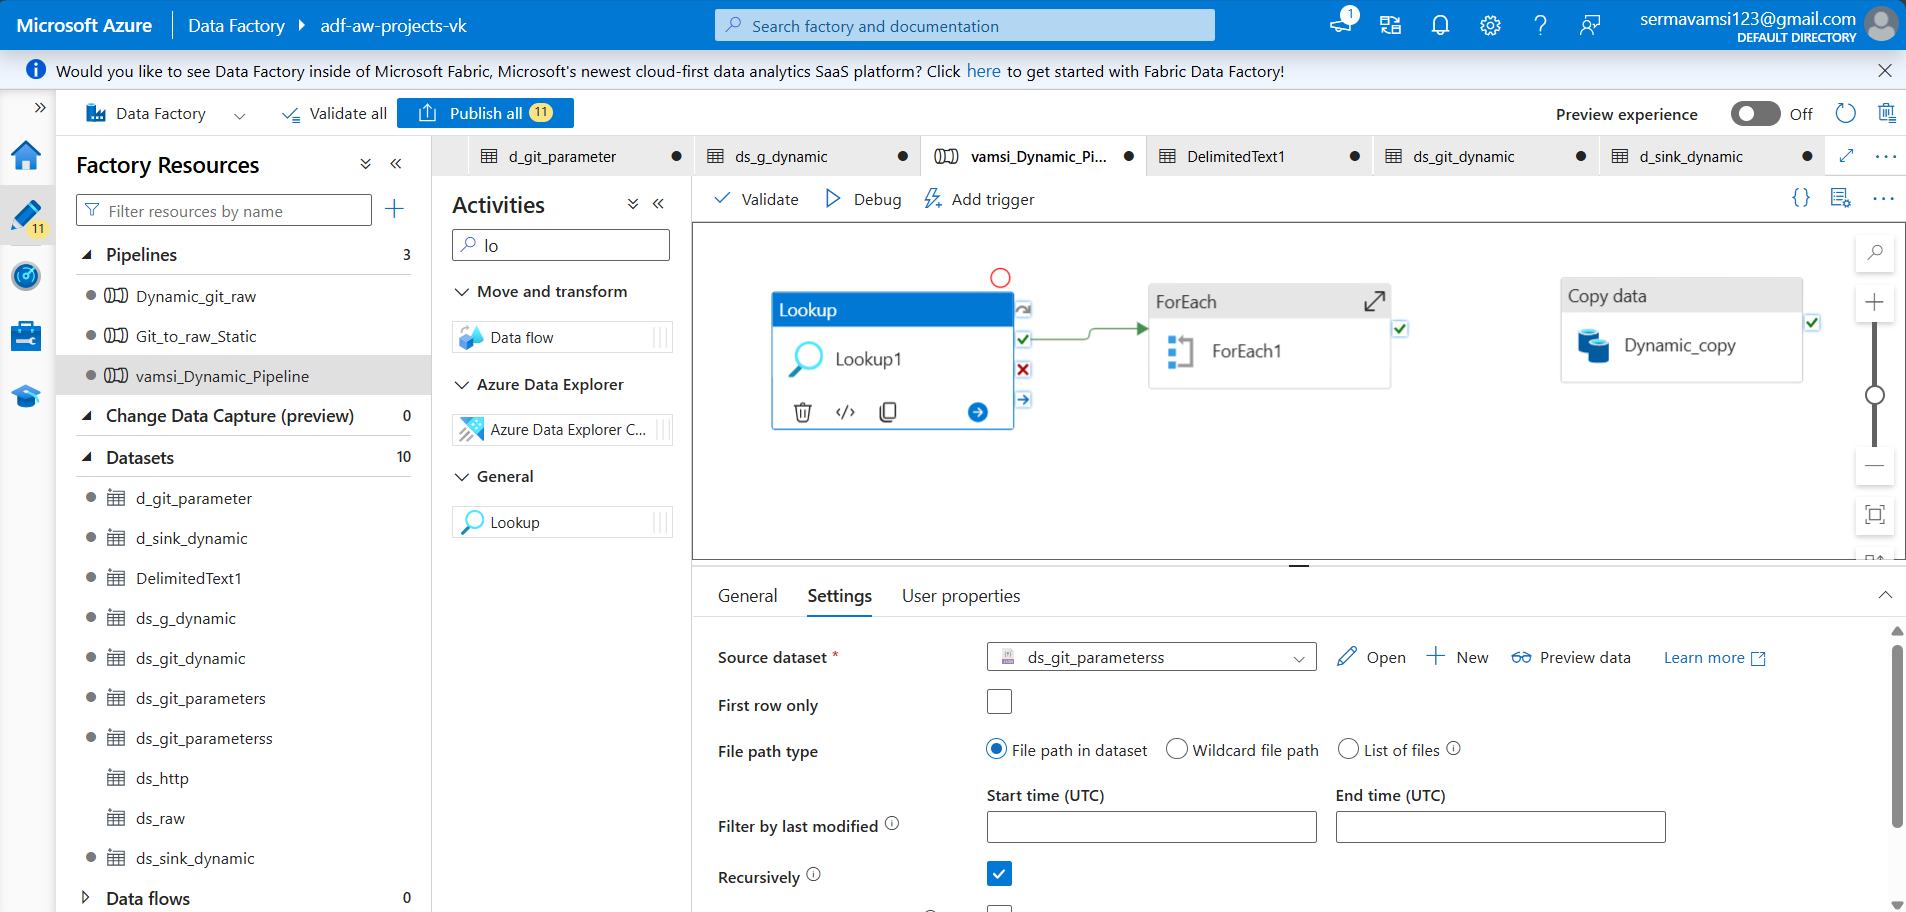 Microsoft Azure
Data Factory
adf-aw-projects-vk
Search factory and documentation
1
sermavamsi123@gmail.com
DEFAULT DIRECTORY
Would you like to see Data Factory inside of Microsoft Fabric, Microsoft's newest cloud-first data analytics SaaS platform? Click here to get started with Fabric Data Factory!
Data Factory
Validate all
Publish all 11
Preview experience
Off
11
Factory Resources
Filter resources by name
Pipelines 3
Dynamic_git_raw
Git_to_raw_Static
vamsi_Dynamic_Pipeline
Change Data Capture (preview) 0
Datasets 10
d_git_parameter
d_sink_dynamic
DelimitedText1
ds_g_dynamic
ds_git_dynamic
ds_git_parameters
ds_git_parameterss
ds_http
ds_raw
ds_sink_dynamic
Data flows 0
d_git_parameter
ds_g_dynamic
vamsi_Dynamic_Pi...
DelimitedText1
ds_git_dynamic
d_sink_dynamic
Activities
lo
Move and transform
Data flow
Azure Data Explorer
Azure Data Explorer C...
General
Lookup
Validate
Debug
Add trigger
Lookup
Lookup1
ForEach
ForEach1
Copy data
Dynamic_copy
General
Settings
User properties
Source dataset *
ds_git_parameterss
Open
New
Preview data
Learn more
First row only
File path type
File path in dataset
Wildcard file path
List of files
Start time (UTC)
End time (UTC)
Filter by last modified
Recursively